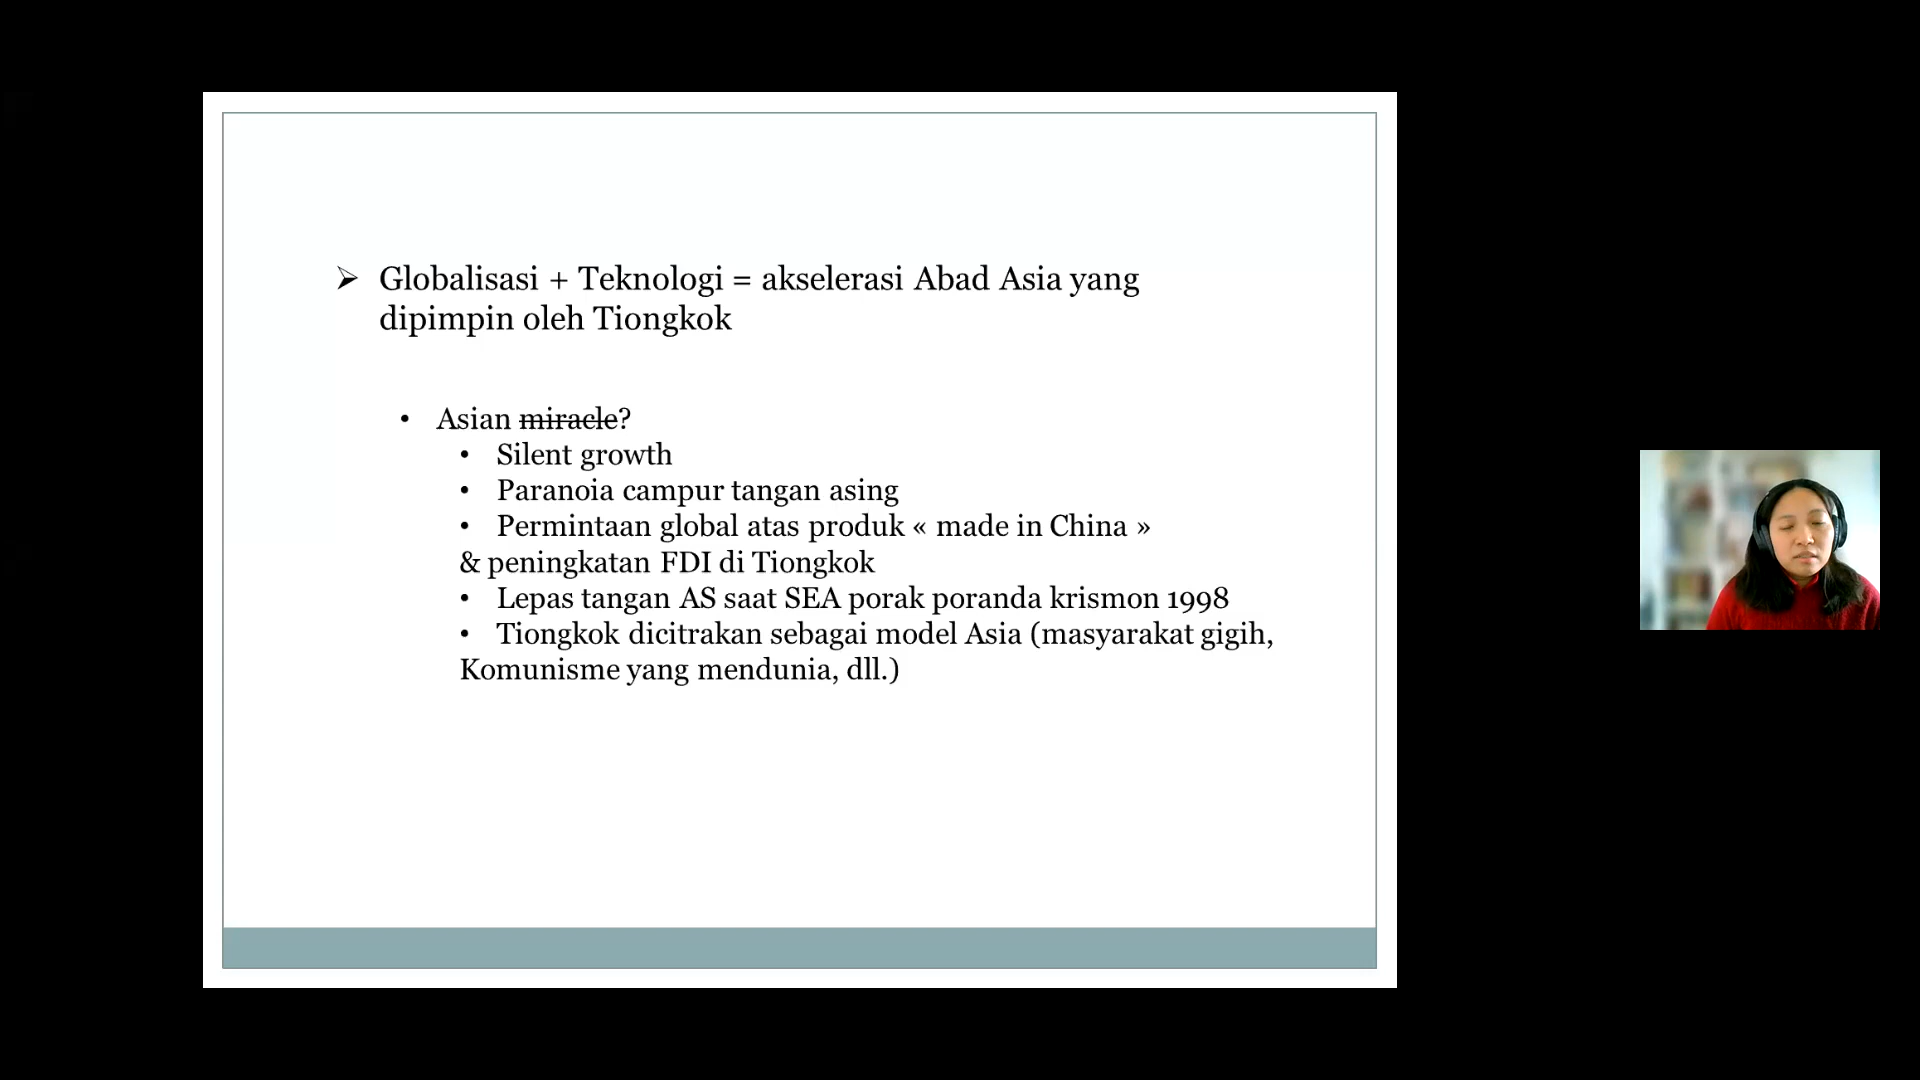 ➢ Globalisasi + Teknologi = akselerasi Abad Asia yang
dipimpin oleh Tiongkok
• Asian miracle?
• Silent growth
• Paranoia campur tangan asing
• Permintaan global atas produk « made in China »
& peningkatan FDI di Tiongkok
• Lepas tangan AS saat SEA porak poranda krismon 1998
• Tiongkok dicitrakan sebagai model Asia (masyarakat gigih,
Komunisme yang mendunia, dll.)